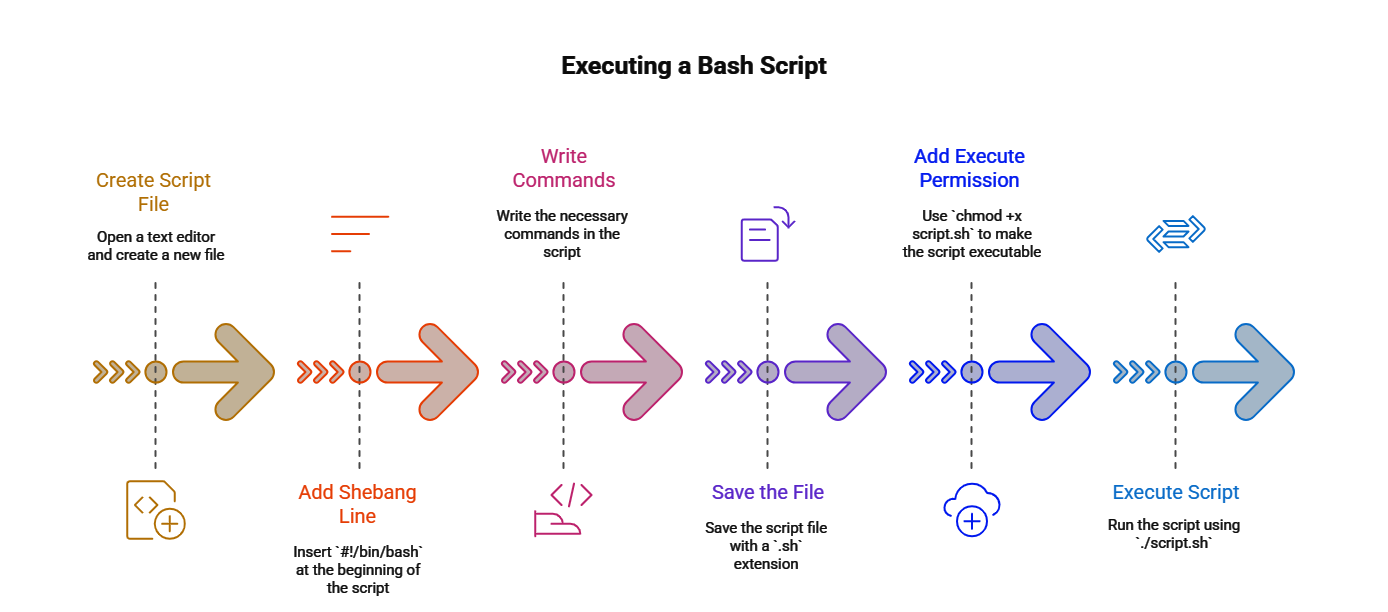 Executing a Bash Script
Create Script
File
Open a text editor
and create a new file
Add Shebang
Line
Insert `#!/bin/bash`
at the beginning of
the script
Write
Commands
Write the necessary
commands in the
script
Save the File
Save the script file
with a `.sh`
extension
Add Execute
Permission
Use `chmod +x
script.sh` to make
the script executable
Execute Script
Run the script using
`./script.sh`